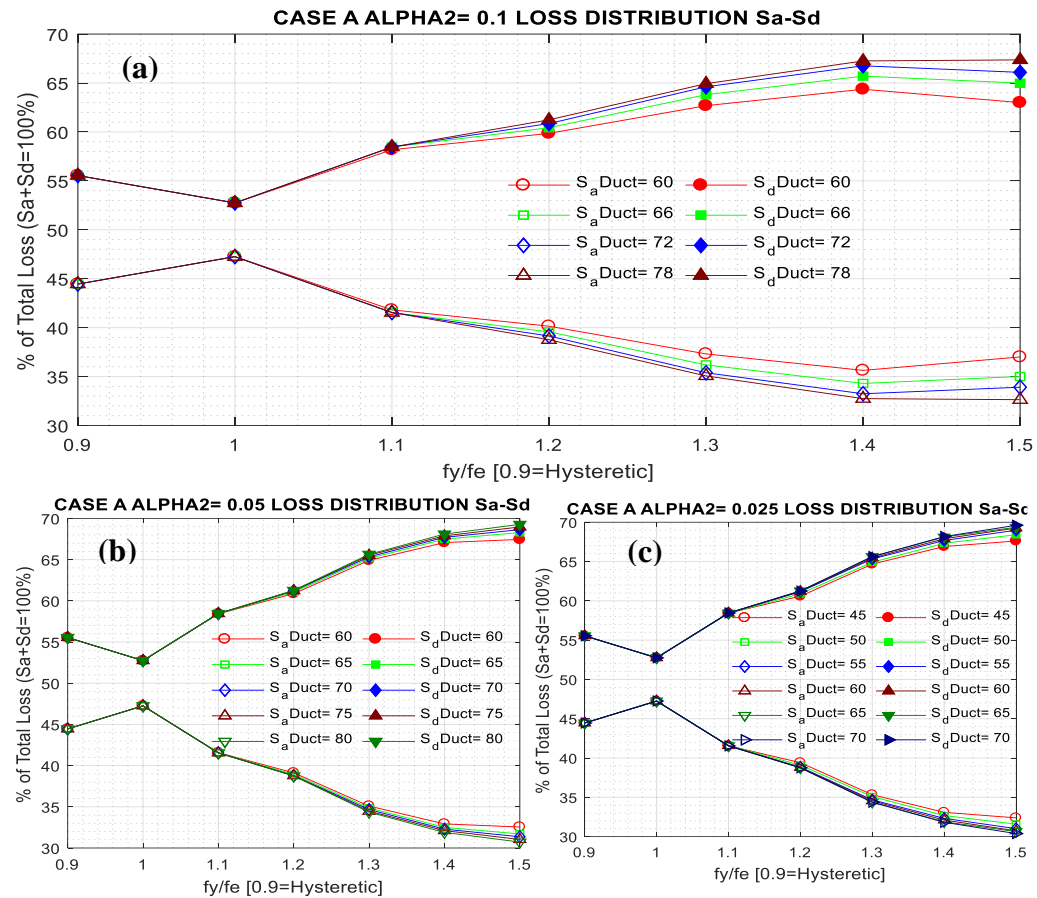 CASE A ALPHA2= 0.1 LOSS DISTRIBUTION Sa-Sd
(a)
% of Total Loss (Sa+Sd=100%)
70
65
60
55
50
45
40
35
30
SaDuct= 60 SdDuct= 60
SaDuct= 66 SdDuct= 66
SaDuct= 72 SdDuct= 72
SaDuct= 78 SdDuct= 78
0.9 1 1.1 1.2 1.3 1.4 1.5
fy/fe [0.9=Hysteretic]
CASE A ALPHA2= 0.05 LOSS DISTRIBUTION Sa-Sd
(b)
% of Total Loss (Sa+Sd=100%)
70
65
60
55
50
45
40
35
30
SaDuct= 60 SdDuct= 60
SaDuct= 65 SdDuct= 65
SaDuct= 70 SdDuct= 70
SaDuct= 75 SdDuct= 75
SaDuct= 80 SdDuct= 80
0.9 1 1.1 1.2 1.3 1.4 1.5
fy/fe [0.9=Hysteretic]
CASE A ALPHA2= 0.025 LOSS DISTRIBUTION Sa-Sd
(c)
% of Total Loss (Sa+Sd=100%)
70
65
60
55
50
45
40
35
30
SaDuct= 45 SdDuct= 45
SaDuct= 50 SdDuct= 50
SaDuct= 55 SdDuct= 55
SaDuct= 60 SdDuct= 60
SaDuct= 65 SdDuct= 65
SaDuct= 70 SdDuct= 70
0.9 1 1.1 1.2 1.3 1.4 1.5
fy/fe [0.9=Hysteretic]